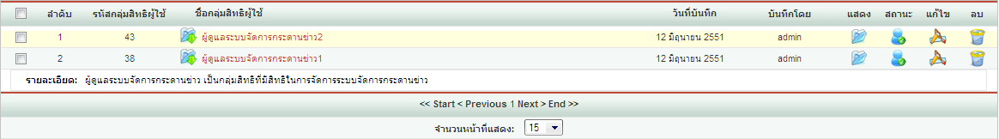 ลำดับ รหัสกลุ่มสิทธิผู้ใช้ ชื่อกลุ่มสิทธิผู้ใช้ วันที่บันทึก บันทึกโดย แสดง สถานะ แก้ไข ลบ
1 43 ผู้ดูแลระบบจัดการกระดานข่าว2 12 มิถุนายน 2551 admin
2 38 ผู้ดูแลระบบจัดการกระดานข่าว1 12 มิถุนายน 2551 admin
รายละเอียด: ผู้ดูแลระบบจัดการกระดานข่าว เป็นกลุ่มสิทธิที่มีสิทธิในการจัดการระบบจัดการกระดานข่าว
<< Start < Previous 1 Next > End >>
จำนวนหน้าที่แสดง: 15